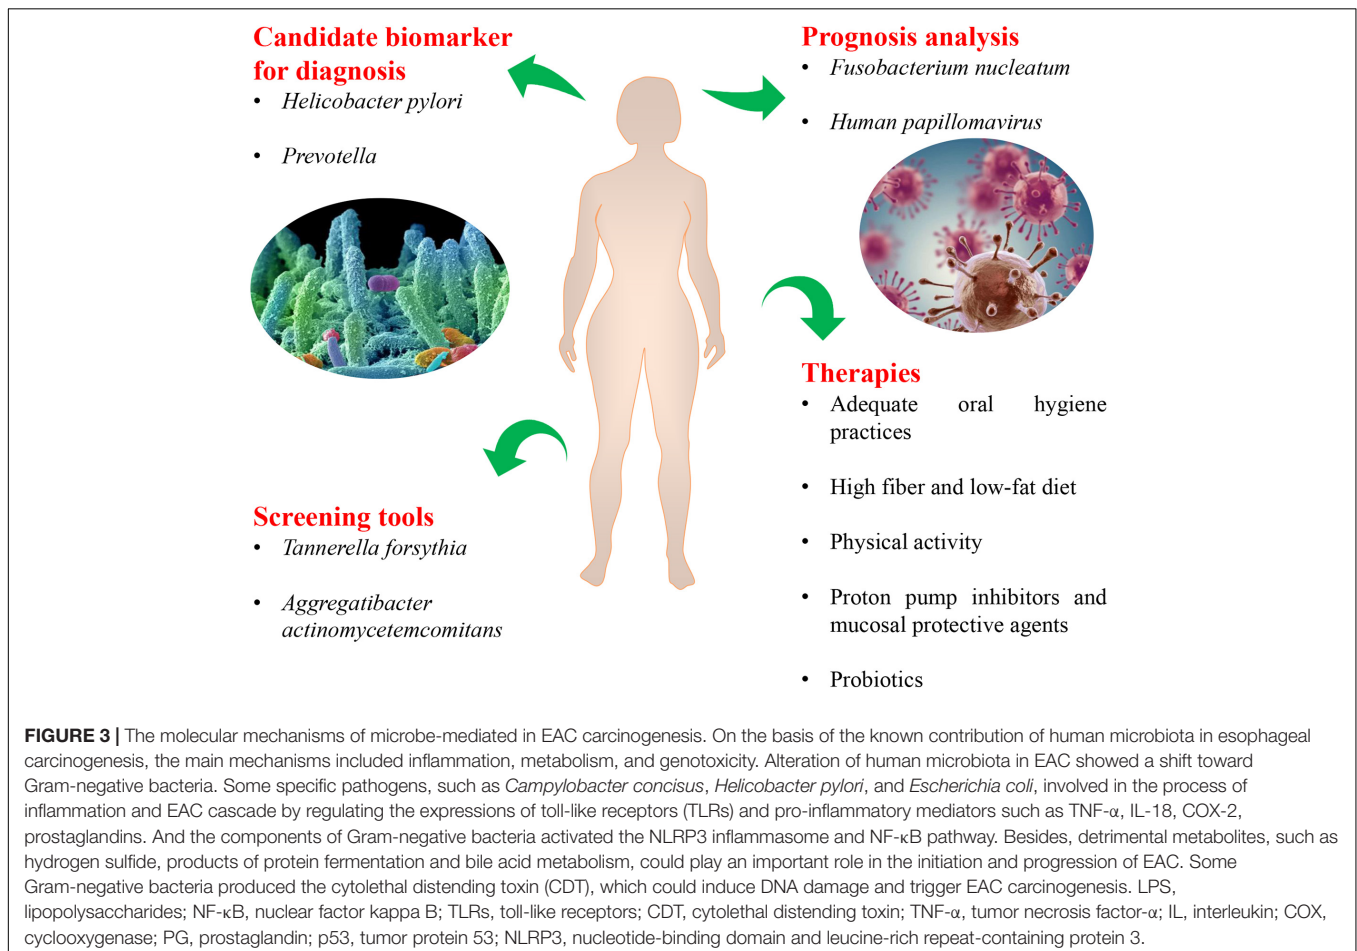 Candidate biomarker
for diagnosis
• Helicobacter pylori
• Prevotella
Prognosis analysis
• Fusobacterium nucleatum
• Human papillomavirus
Screening tools
• Tannerella forsythia
• Aggregatibacter
actinomycetemcomitans
Therapies
• Adequate oral hygiene
practices
• High fiber and low-fat diet
• Physical activity
• Proton pump inhibitors and
mucosal protective agents
• Probiotics
FIGURE 3 | The molecular mechanisms of microbe-mediated in EAC carcinogenesis. On the basis of the known contribution of human microbiota in esophageal
carcinogenesis, the main mechanisms included inflammation, metabolism, and genotoxicity. Alteration of human microbiota in EAC showed a shift toward
Gram-negative bacteria. Some specific pathogens, such as Campylobacter concisus, Helicobacter pylori, and Escherichia coli, involved in the process of
inflammation and EAC cascade by regulating the expressions of toll-like receptors (TLRs) and pro-inflammatory mediators such as TNF-α, IL-18, COX-2,
prostaglandins. And the components of Gram-negative bacteria activated the NLRP3 inflammasome and NF-κB pathway. Besides, detrimental metabolites, such as
hydrogen sulfide, products of protein fermentation and bile acid metabolism, could play an important role in the initiation and progression of EAC. Some
Gram-negative bacteria produced the cytolethal distending toxin (CDT), which could induce DNA damage and trigger EAC carcinogenesis. LPS,
lipopolysaccharides; NF-κB, nuclear factor kappa B; TLRs, toll-like receptors; CDT, cytolethal distending toxin; TNF-α, tumor necrosis factor-α; IL, interleukin; COX,
cyclooxygenase; PG, prostaglandin; p53, tumor protein 53; NLRP3, nucleotide-binding domain and leucine-rich repeat-containing protein 3.